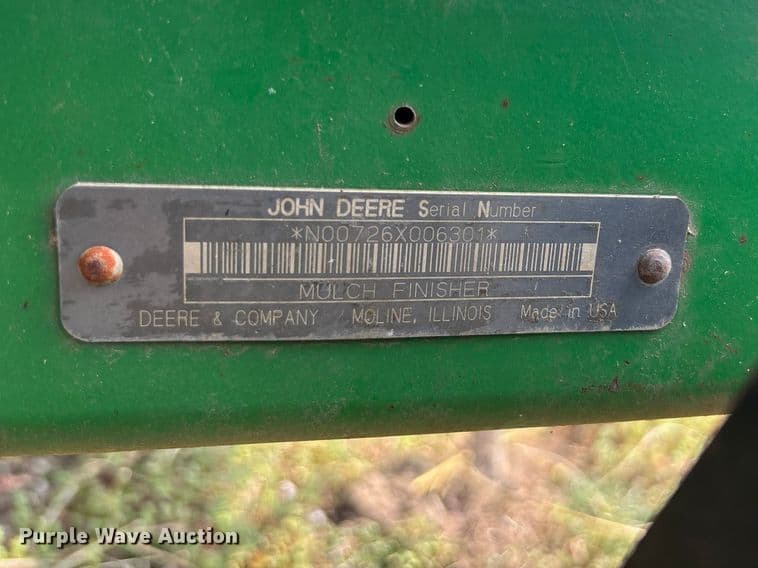 JOHN DEERE Serial Number
*N00726X006301*
MULCH FINISHER
DEERE & COMPANY MOLINE, ILLINOIS Made in USA
Purple Wave Auction